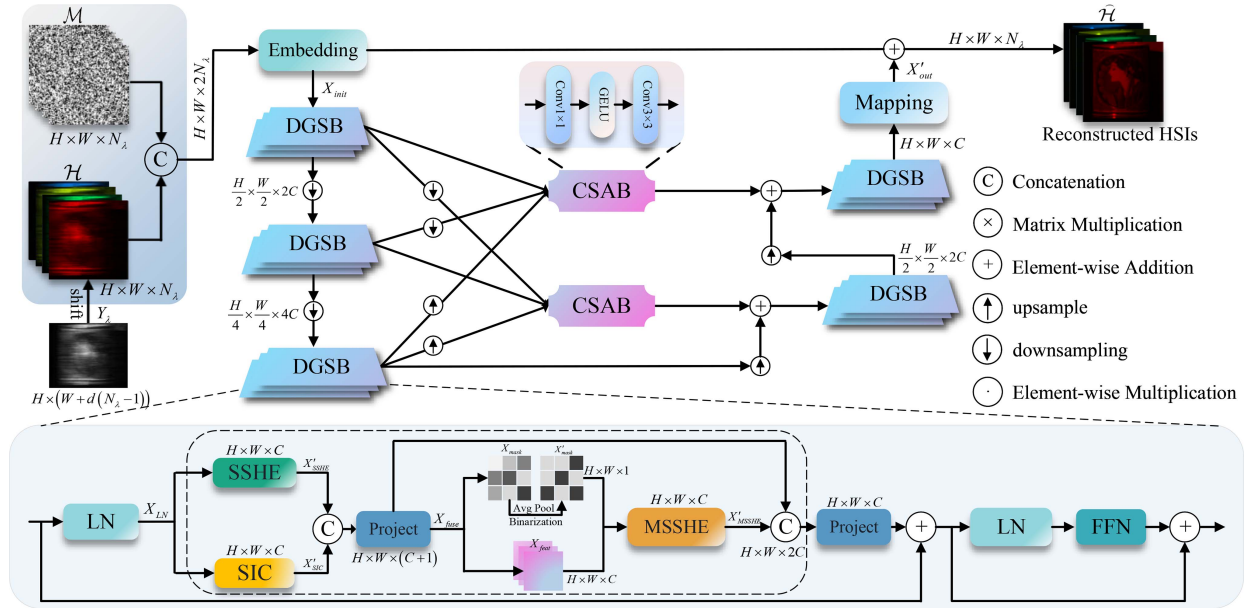 ℳ
H×W×N_λ
ℋ
H×W×N_λ
shift
Y_λ
H×(W+d(N_λ−1))
C
H×W×2N_λ
Embedding
X_init
DGSB
H/2×W/2×2C
DGSB
H/4×W/4×4C
DGSB
Conv1×1
GELU
Conv3×3
CSAB
CSAB
H×W×N_λ
X′_out
Mapping
H×W×C
DGSB
H/2×W/2×2C
DGSB
ℋ̂
Reconstructed HSIs
C Concatenation
× Matrix Multiplication
+ Element-wise Addition
↑ upsample
↓ downsampling
· Element-wise Multiplication
LN
X_LN
H×W×C
SSHE
X′_SSHE
H×W×C
SIC
X′_SIC
C
Project
H×W×(C+1)
X_fuse
X_mask
X′_mask
H×W×1
Avg Pool
Binarization
X_feat
H×W×C
H×W×C
MSSHE
X′_MSSHE
C
H×W×2C
H×W×C
Project
LN
FFN